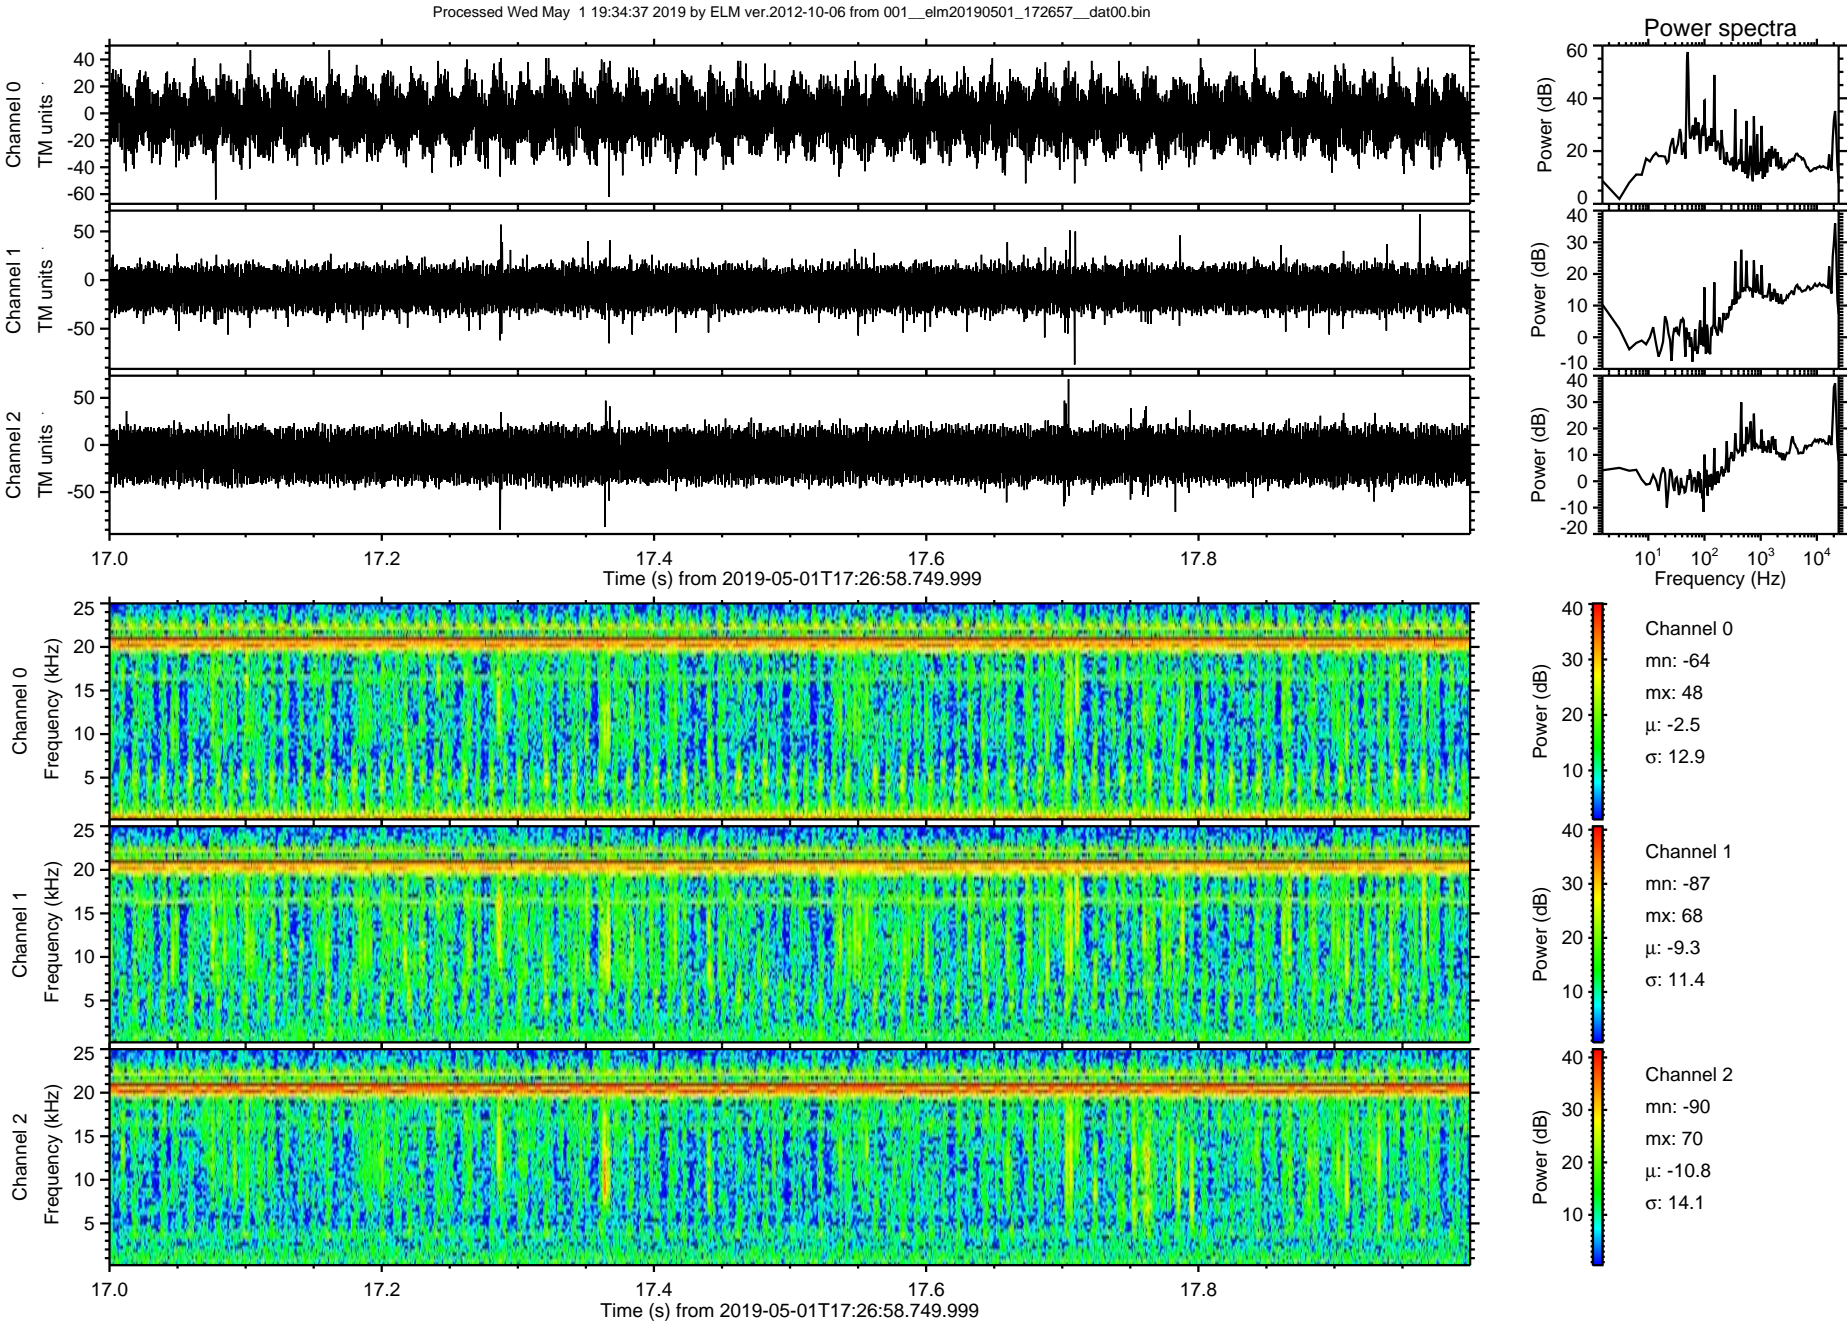 Processed Wed May  1 19:34:37 2019 by ELM ver.2012-10-06 from 001__elm20190501_172657__dat00.bin
Power spectra
Channel 0
TM units
40
20
0
-20
-40
-60
Power (dB)
60
40
20
0
Channel 1
TM units
50
0
-50
Power (dB)
40
30
20
10
0
-10
Channel 2
TM units
50
0
-50
Power (dB)
40
30
20
10
0
-10
-20
17.0 17.2 17.4 17.6 17.8
Time (s) from 2019-05-01T17:26:58.749.999
10^1 10^2 10^3 10^4
Frequency (Hz)
Channel 0
Frequency (kHz)
25
20
15
10
5
Power (dB)
40
30
20
10
Channel 0
mn: -64
mx: 48
μ: -2.5
σ: 12.9
Channel 1
Frequency (kHz)
25
20
15
10
5
Power (dB)
40
30
20
10
Channel 1
mn: -87
mx: 68
μ: -9.3
σ: 11.4
Channel 2
Frequency (kHz)
25
20
15
10
5
Power (dB)
40
30
20
10
Channel 2
mn: -90
mx: 70
μ: -10.8
σ: 14.1
17.0 17.2 17.4 17.6 17.8
Time (s) from 2019-05-01T17:26:58.749.999